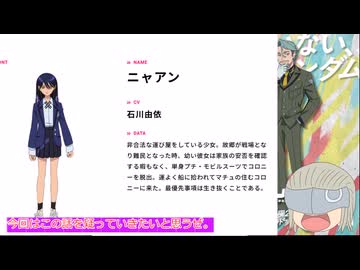 NT
NAME
ニャアン
CV
石川由依
DATA
非合法な運び屋をしている少女。故郷が戦場とな
り難民となった時、幼い彼女は家族の安否を確認
する暇もなく、単身プチ・モビルスーツでコロニ
ーを脱出。運よく船に拾われてマチュの住むコロ
ニーに来た。最優先事項は生き抜くことである。
ない、
ダム
今回はこの話を扱っていきたいと思うぜ。